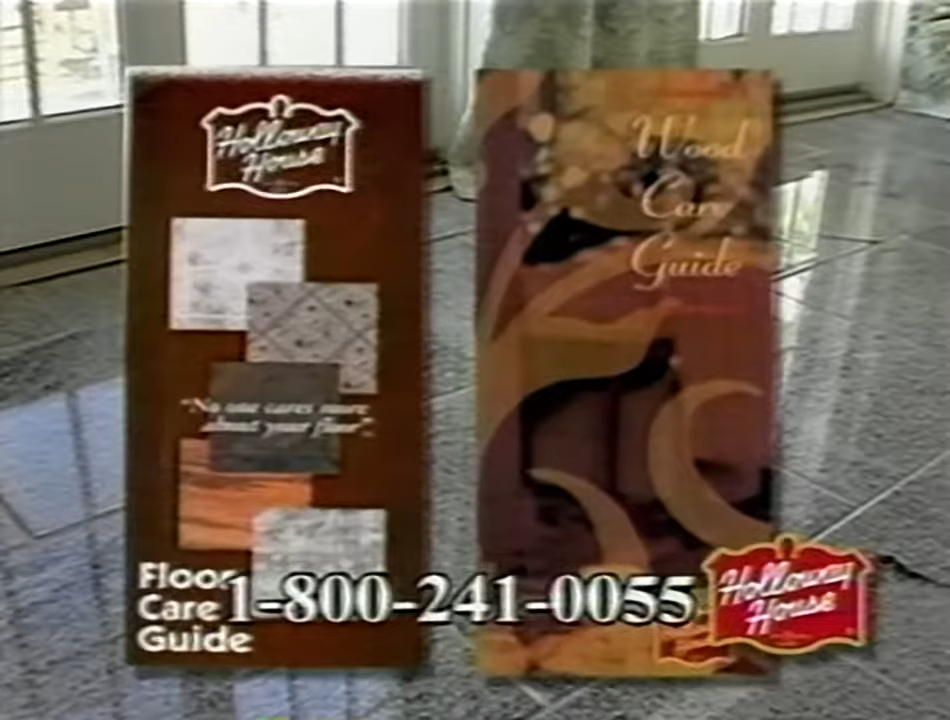 Holloway
House
"No one cares more
about your floor".
Floor
Care
Guide
Wood
Care
Guide
1-800-241-0055
Holloway
House